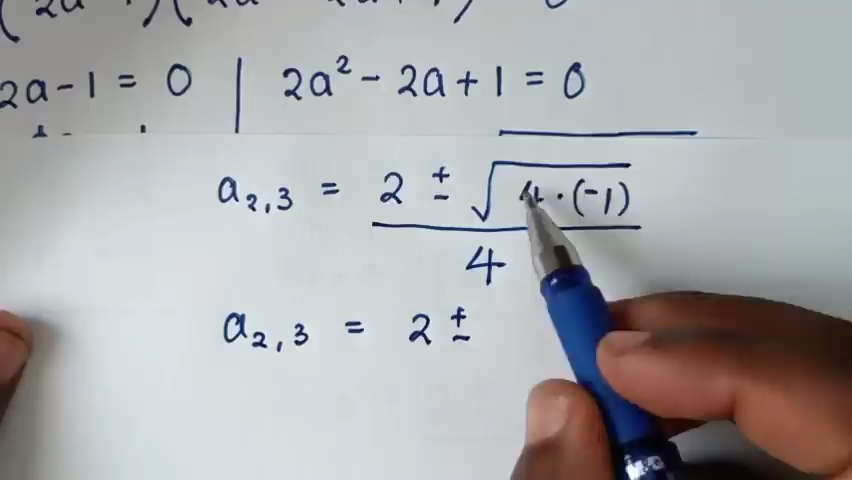 2a-1 = 0 | 2a² - 2a + 1 = 0
a₂,₃ = 2 ± √4·(-1)
4
a₂,₃ = 2 ±